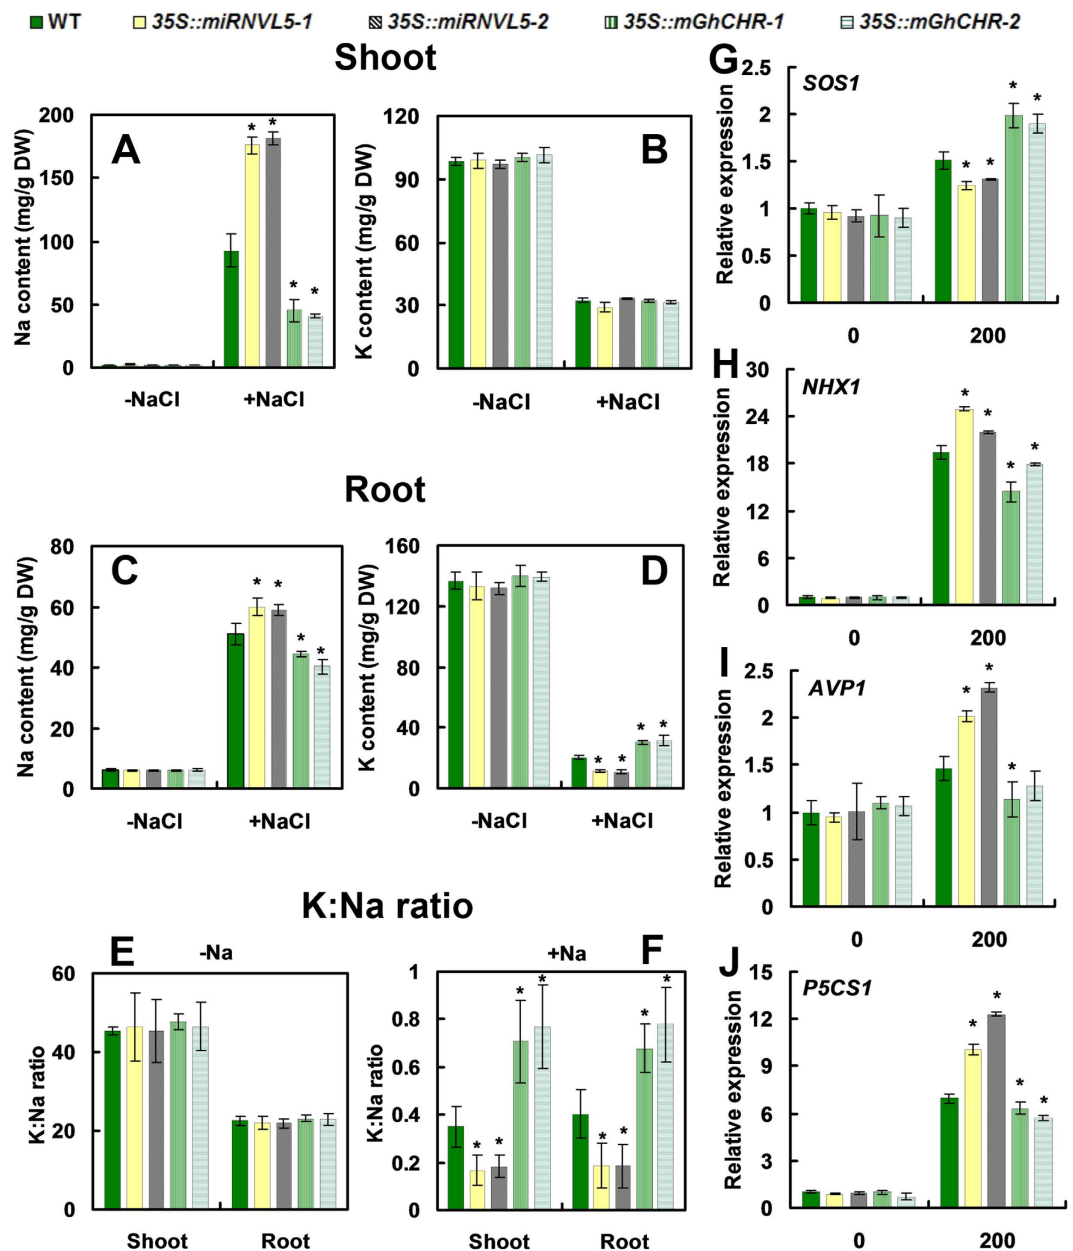 WT 35S::miRNVL5-1 35S::miRNVL5-2 35S::mGhCHR-1 35S::mGhCHR-2
Shoot
A
Na content (mg/g DW)
200
150
100
50
0
* * * *
-NaCl +NaCl
B
K content (mg/g DW)
120
90
60
30
0
-NaCl +NaCl
Root
C
Na content (mg/g DW)
80
60
40
20
0
* * * *
-NaCl +NaCl
D
K content (mg/g DW)
160
120
80
40
0
* * * *
-NaCl +NaCl
K:Na ratio
E
-Na
K:Na ratio
60
40
20
0
Shoot Root
F
+Na
K:Na ratio
1
0.8
0.6
0.4
0.2
0
* * * * * * * *
Shoot Root
G
SOS1
Relative expression
2.5
2
1.5
1
0.5
0
* * * *
0 200
H
NHX1
Relative expression
30
24
18
12
6
0
* * * *
0 200
I
AVP1
Relative expression
2.5
2
1.5
1
0.5
0
* * *
0 200
J
P5CS1
Relative expression
15
12
9
6
3
0
* * * *
0 200